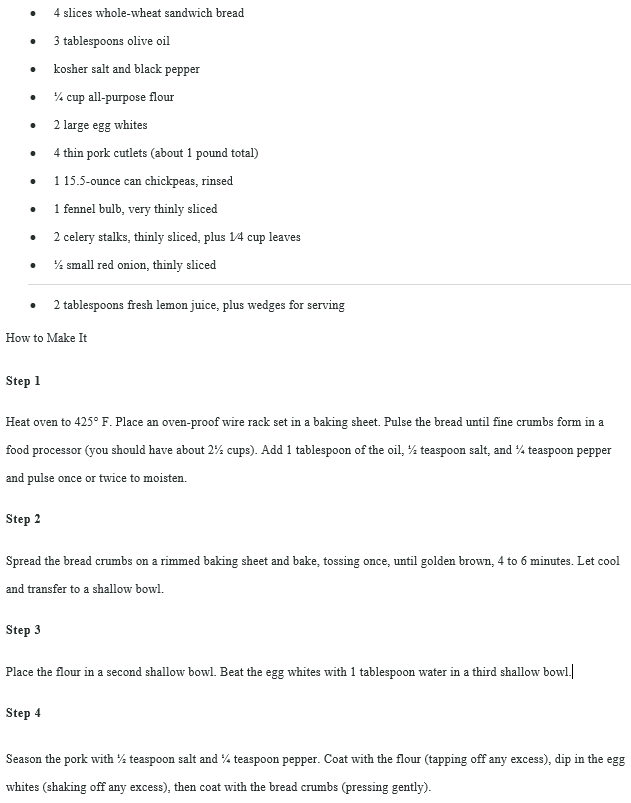 • 4 slices whole-wheat sandwich bread
• 3 tablespoons olive oil
• kosher salt and black pepper
• ¼ cup all-purpose flour
• 2 large egg whites
• 4 thin pork cutlets (about 1 pound total)
• 1 15.5-ounce can chickpeas, rinsed
• 1 fennel bulb, very thinly sliced
• 2 celery stalks, thinly sliced, plus 1⁄4 cup leaves
• ½ small red onion, thinly sliced
• 2 tablespoons fresh lemon juice, plus wedges for serving
How to Make It
Step 1
Heat oven to 425° F. Place an oven-proof wire rack set in a baking sheet. Pulse the bread until fine crumbs form in a
food processor (you should have about 2½ cups). Add 1 tablespoon of the oil, ½ teaspoon salt, and ¼ teaspoon pepper
and pulse once or twice to moisten.
Step 2
Spread the bread crumbs on a rimmed baking sheet and bake, tossing once, until golden brown, 4 to 6 minutes. Let cool
and transfer to a shallow bowl.
Step 3
Place the flour in a second shallow bowl. Beat the egg whites with 1 tablespoon water in a third shallow bowl.
Step 4
Season the pork with ½ teaspoon salt and ¼ teaspoon pepper. Coat with the flour (tapping off any excess), dip in the egg
whites (shaking off any excess), then coat with the bread crumbs (pressing gently).